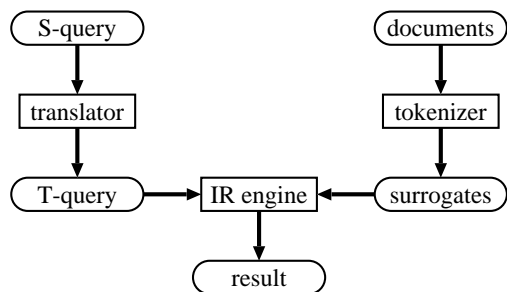 S-query
documents
translator
tokenizer
T-query
IR engine
surrogates
result